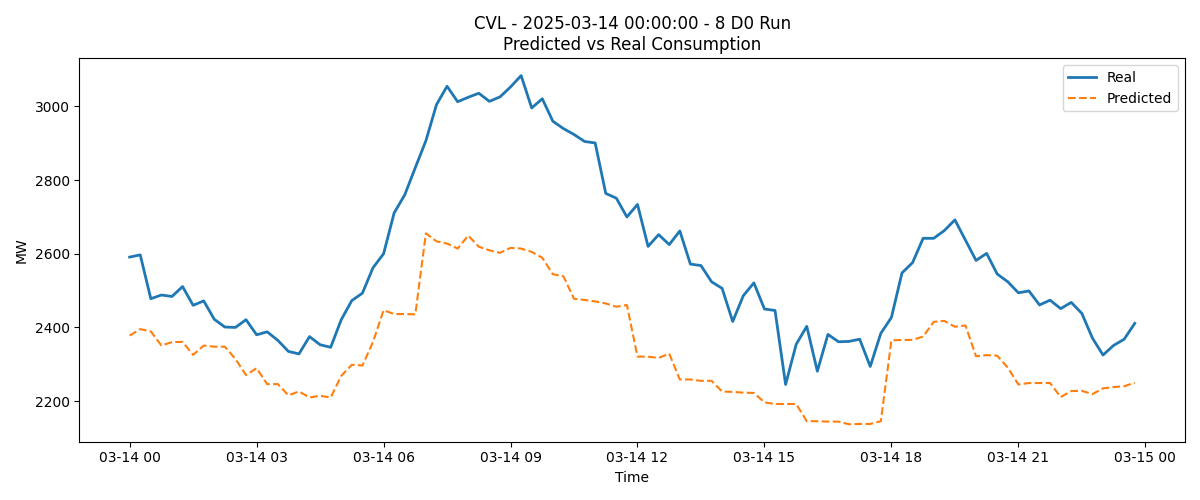 CVL - 2025-03-14 00:00:00 - 8 D0 Run
Predicted vs Real Consumption
Real
Predicted
MW
3000
2800
2600
2400
2200
03-14 00
03-14 03
03-14 06
03-14 09
03-14 12
03-14 15
03-14 18
03-14 21
03-15 00
Time